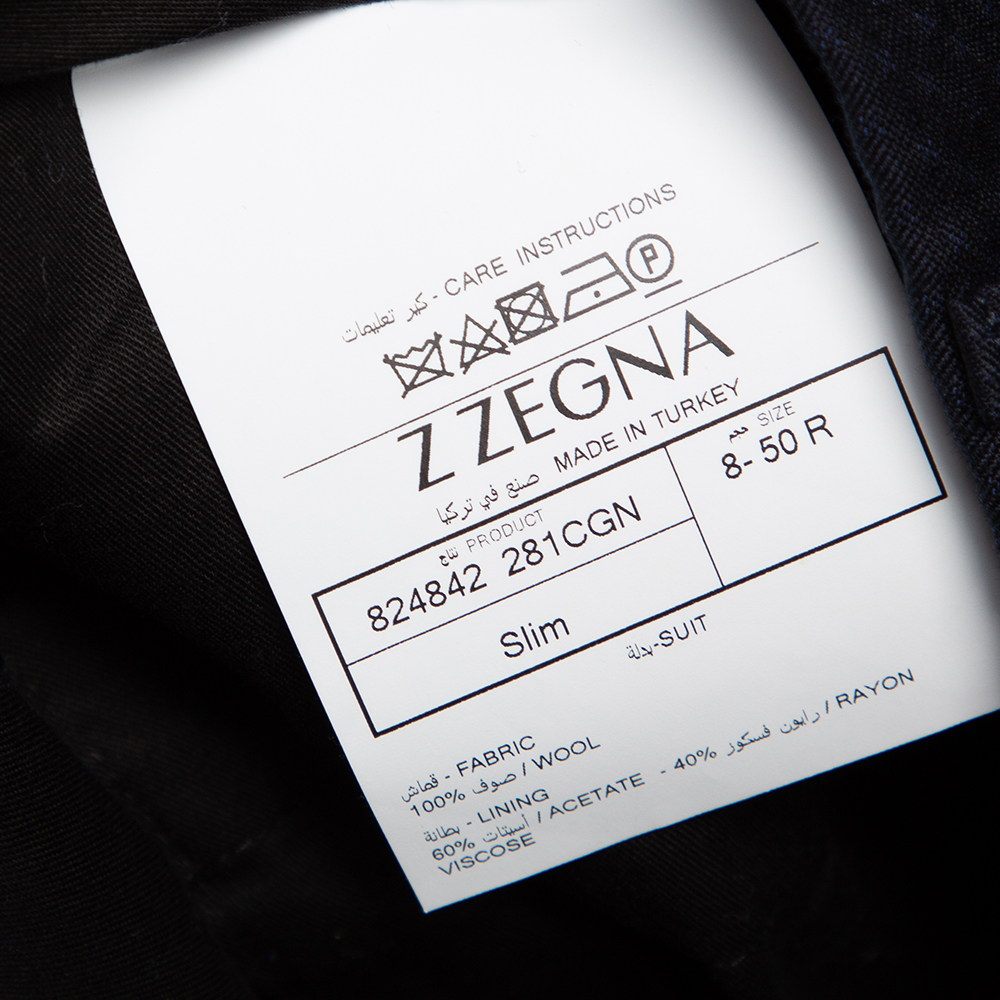 كير تعليمات - CARE INSTRUCTIONS
P
Z ZEGNA
صنع في تركيا MADE IN TURKEY
نتاج PRODUCT
824842 281CGN
حجم SIZE
8- 50 R
Slim
بدلة-SUIT
قماش - FABRIC
100% صوف / WOOL
بطانة - LINING
60% أسيتات / ACETATE - 40% رايون فسكوز / RAYON
VISCOSE